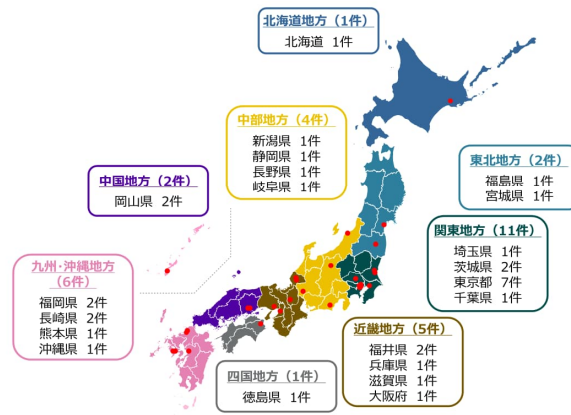 北海道地方（1件）
北海道 1件
中部地方（4件）
新潟県 1件
静岡県 1件
長野県 1件
岐阜県 1件
東北地方（2件）
福島県 1件
宮城県 1件
中国地方（2件）
岡山県 2件
関東地方（11件）
埼玉県 1件
茨城県 2件
東京都 7件
千葉県 1件
九州・沖縄地方
（6件）
福岡県 2件
長崎県 2件
熊本県 1件
沖縄県 1件
近畿地方（5件）
福井県 2件
兵庫県 1件
滋賀県 1件
大阪府 1件
四国地方（1件）
徳島県 1件